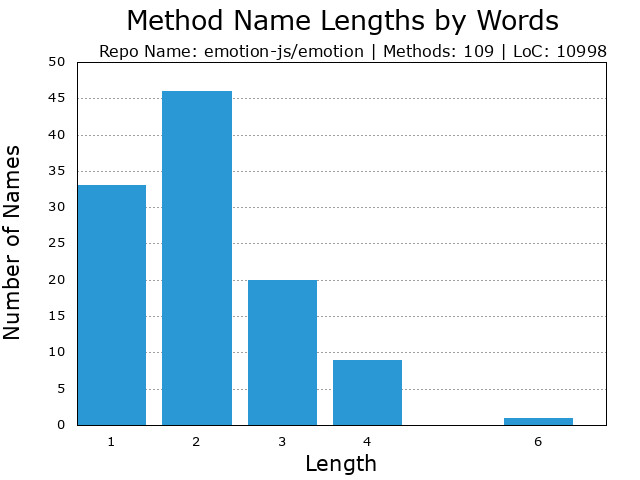 Method Name Lengths by Words
Repo Name: emotion-js/emotion | Methods: 109 | LoC: 10998
Number of Names
50
45
40
35
30
25
20
15
10
5
0
1 2 3 4 6
Length